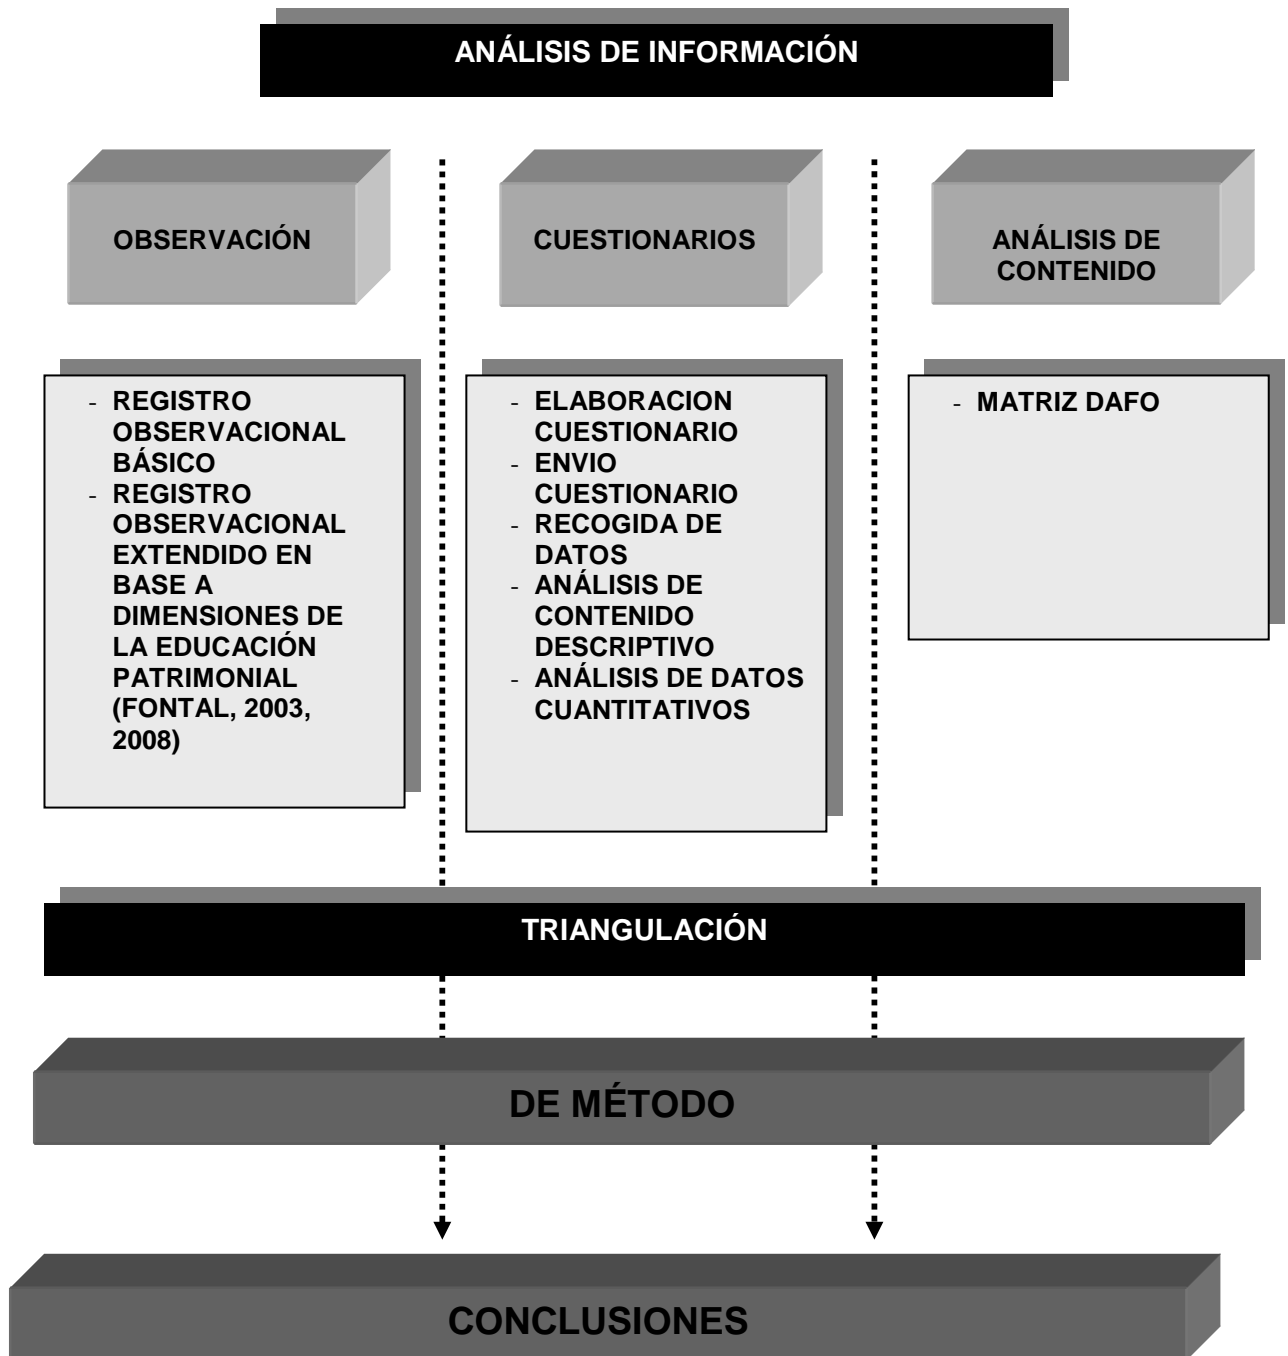 ANÁLISIS DE INFORMACIÓN
OBSERVACIÓN
CUESTIONARIOS
ANÁLISIS DE
CONTENIDO
- REGISTRO
OBSERVACIONAL
BÁSICO
- REGISTRO
OBSERVACIONAL
EXTENDIDO EN
BASE A
DIMENSIONES DE
LA EDUCACIÓN
PATRIMONIAL
(FONTAL, 2003,
2008)
- ELABORACION
CUESTIONARIO
- ENVIO
CUESTIONARIO
- RECOGIDA DE
DATOS
- ANÁLISIS DE
CONTENIDO
DESCRIPTIVO
- ANÁLISIS DE DATOS
CUANTITATIVOS
- MATRIZ DAFO
TRIANGULACIÓN
DE MÉTODO
CONCLUSIONES